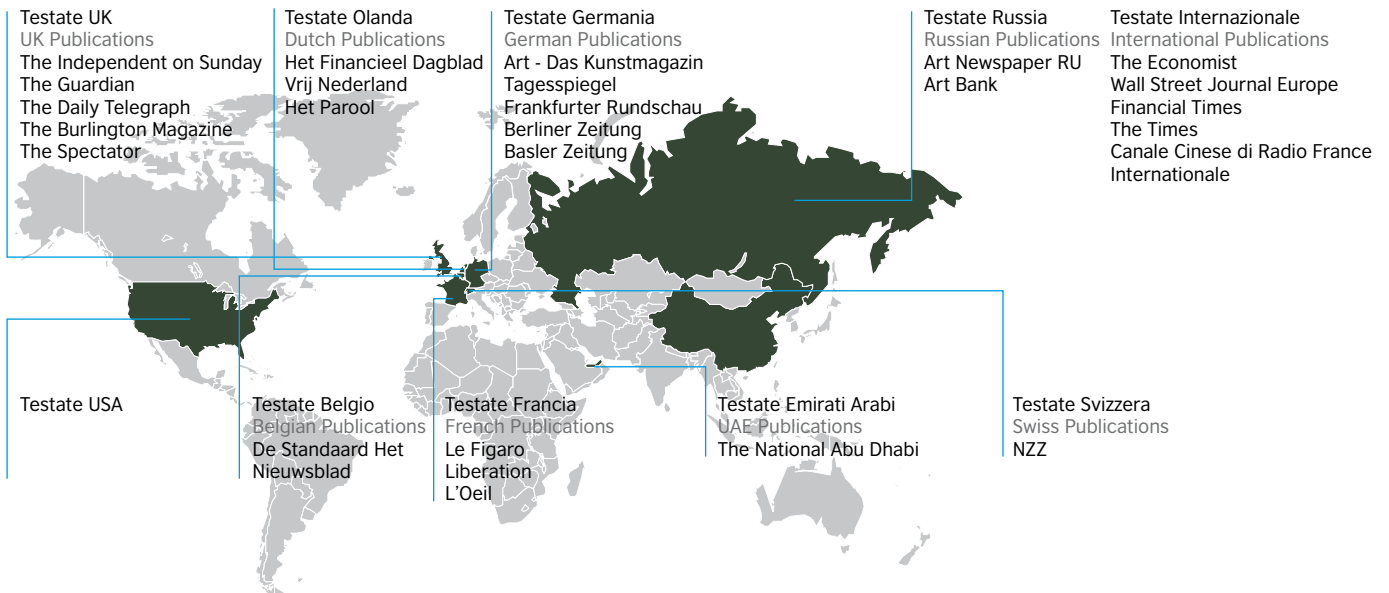 Testate UK
UK Publications
The Independent on Sunday
The Guardian
The Daily Telegraph
The Burlington Magazine
The Spectator
Testate Olanda
Dutch Publications
Het Financieel Dagblad
Vrij Nederland
Het Parool
Testate Germania
German Publications
Art - Das Kunstmagazin
Tagesspiegel
Frankfurter Rundschau
Berliner Zeitung
Basler Zeitung
Testate Russia
Russian Publications
Art Newspaper RU
Art Bank
Testate Internazionale
International Publications
The Economist
Wall Street Journal Europe
Financial Times
The Times
Canale Cinese di Radio France
Internationale
Testate USA
Testate Belgio
Belgian Publications
De Standaard Het
Nieuwsblad
Testate Francia
French Publications
Le Figaro
Liberation
L’Oeil
Testate Emirati Arabi
UAE Publications
The National Abu Dhabi
Testate Svizzera
Swiss Publications
NZZ